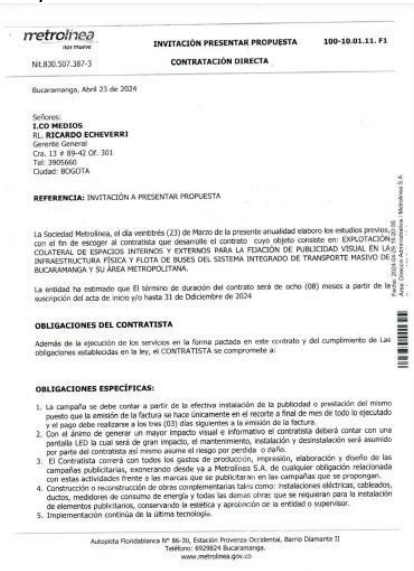 metrolínea
nos mueve
INVITACIÓN PRESENTAR PROPUESTA
100-10.01.11. F1
Nit.830.507.387-3
CONTRATACIÓN DIRECTA
Bucaramanga, Abril 23 de 2024
Señores:
I.CO MEDIOS
RL. RICARDO ECHEVERRI
Gerente General
Cra. 13 # 89-42 Of. 301
Tel: 3905660
Ciudad: BOGOTA
REFERENCIA: INVITACIÓN A PRESENTAR PROPUESTA
La Sociedad Metrolínea, el día veintitrés (23) de Marzo de la presente anualidad elaboro los estudios previos,
con el fin de escoger al contratista que desarrolle el contrato cuyo objeto consiste en: EXPLOTACIÓN
COLATERAL DE ESPACIOS INTERNOS Y EXTERNOS PARA LA FIJACIÓN DE PUBLICIDAD VISUAL EN LA
INFRAESTRUCTURA FÍSICA Y FLOTA DE BUSES DEL SISTEMA INTEGRADO DE TRANSPORTE MASIVO DE
BUCARAMANGA Y SU ÁREA METROPOLITANA.
La entidad ha estimado que El término de duración del contrato será de ocho (08) meses a partir de la
suscripción del acta de inicio y/o hasta 31 de Ddiciembre de 2024
OBLIGACIONES DEL CONTRATISTA
Además de la ejecución de los servicios en la forma pactada en este contrato y del cumplimiento de Las
obligaciones establecidas en la ley, el CONTRATISTA se compromete a:
OBLIGACIONES ESPECÍFICAS:
1. La campaña se debe contar a partir de la efectiva instalación de la publicidad o prestación del mismo
puesto que la emisión de la factura se hace únicamente en el recorte a final de mes de todo lo ejecutado
y el pago debe realizarse a los tres (03) días siguientes a la emisión de la factura.
2. Con el ánimo de generar un mayor impacto visual e informativo el contratista deberá contar con una
pantalla LED la cual será de gran impacto, el mantenimiento, instalación y desinstalación será asumido
por parte del contratista así mismo asume el riesgo por perdida o daño.
3. El Contratista correrá con todos los gastos de producción, impresión, elaboración y diseño de las
campañas publicitarias, exonerando desde ya a Metrolínea S.A. de cualquier obligación relacionada
con estas actividades frente a las marcas que se publicitaran en las campañas que se propongan.
4. Construcción o reconstrucción de obras complementarias tales como: instalaciones eléctricas, cableados,
ductos, medidores de consumo de energía y todas las demas obras que se requieran para la instalación
de elementos publicitarios, conservando la estetica y aprobación de la entidad o supervisor.
5. Implementación continúa de la última tecnología.
Autopista Floridablanca Nº 86-30, Estación Provenza Occidental, Barrio Diamante II
Teléfono: 6929824 Bucaramanga.
www.metrolinea.gov.co